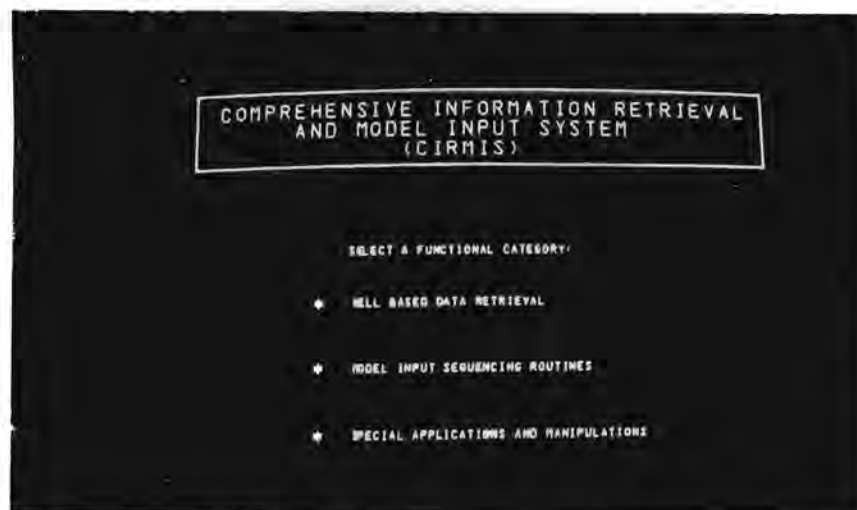 COMPREHENSIVE INFORMATION RETRIEVAL
AND MODEL INPUT SYSTEM
(CIRMIS)
SELECT A FUNCTIONAL CATEGORY:
* WELL BASED DATA RETRIEVAL
* MODEL INPUT SEQUENCING ROUTINES
* SPECIAL APPLICATIONS AND MANIPULATIONS